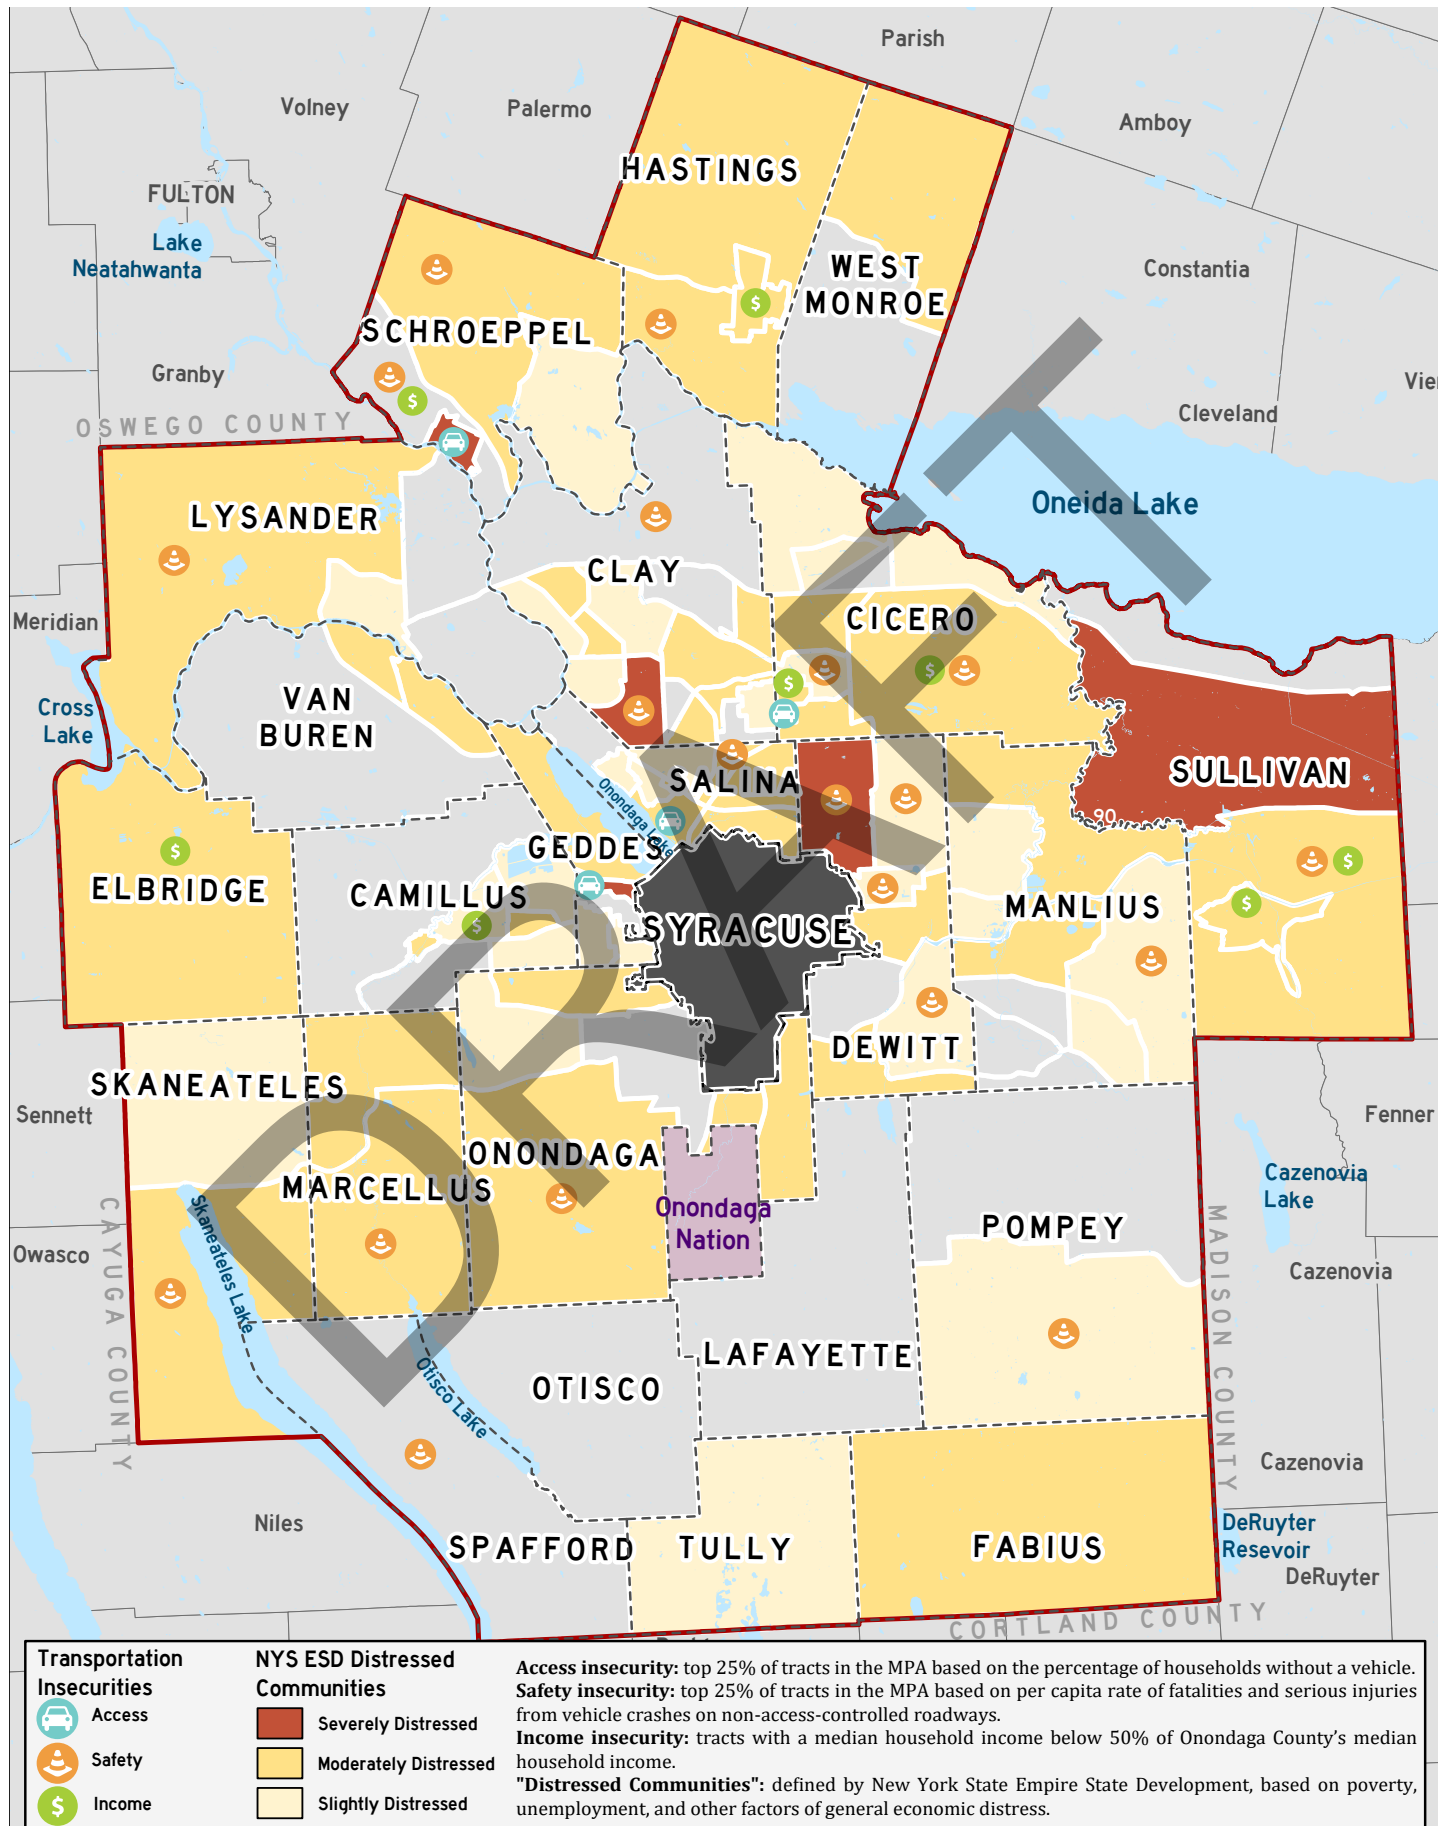 Parish
Volney
Palermo
Amboy
HASTINGS
FULTON
Lake
Neatahwanta
WEST
MONROE
Constantia
SCHROEPPEL
Granby
Vie
Cleveland
OSWEGO COUNTY
Oneida Lake
LYSANDER
CLAY
CICERO
Meridian
VAN
BUREN
Cross
Lake
SULLIVAN
SALINA
Onondaga Lake
90
GEDDES
ELBRIDGE
CAMILLUS
MANLIUS
SYRACUSE
DEWITT
SKANEATELES
Sennett
Fenner
ONONDAGA
MARCELLUS
Cazenovia
Lake
Onondaga
Nation
Skaneateles Lake
POMPEY
Owasco
CAYUGA COUNTY
MADISON COUNTY
Cazenovia
LAFAYETTE
OTISCO
Otisco Lake
Cazenovia
Niles
SPAFFORD
TULLY
FABIUS
DeRuyter
Resevoir
DeRuyter
CORTLAND COUNTY
DRAFT
Transportation
Insecurities
Access
Safety
Income
NYS ESD Distressed
Communities
Severely Distressed
Moderately Distressed
Slightly Distressed
Access insecurity: top 25% of tracts in the MPA based on the percentage of households without a vehicle.
Safety insecurity: top 25% of tracts in the MPA based on per capita rate of fatalities and serious injuries
from vehicle crashes on non-access-controlled roadways.
Income insecurity: tracts with a median household income below 50% of Onondaga County's median
household income.
"Distressed Communities": defined by New York State Empire State Development, based on poverty,
unemployment, and other factors of general economic distress.